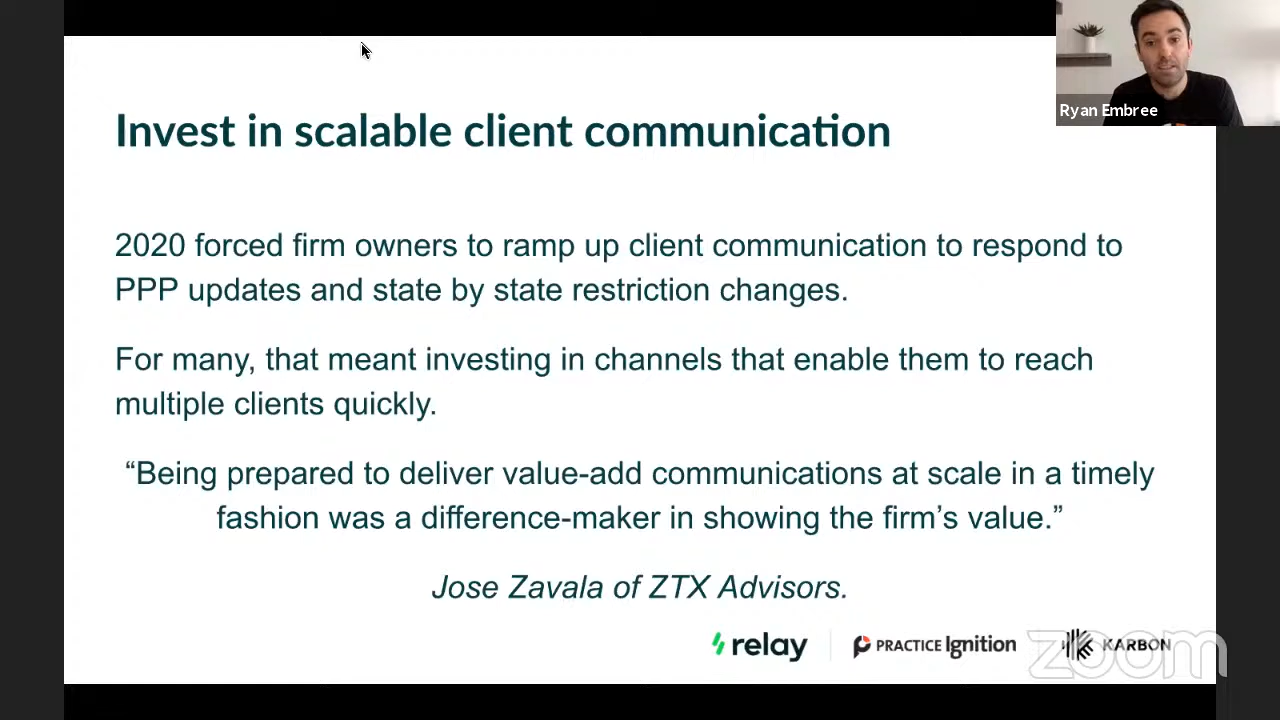 Ryan Embree
Invest in scalable client communication
2020 forced firm owners to ramp up client communication to respond to
PPP updates and state by state restriction changes.
For many, that meant investing in channels that enable them to reach
multiple clients quickly.
“Being prepared to deliver value-add communications at scale in a timely
fashion was a difference-maker in showing the firm’s value.”
Jose Zavala of ZTX Advisors.
relay
PRACTICE Ignition
KARBON
zoom